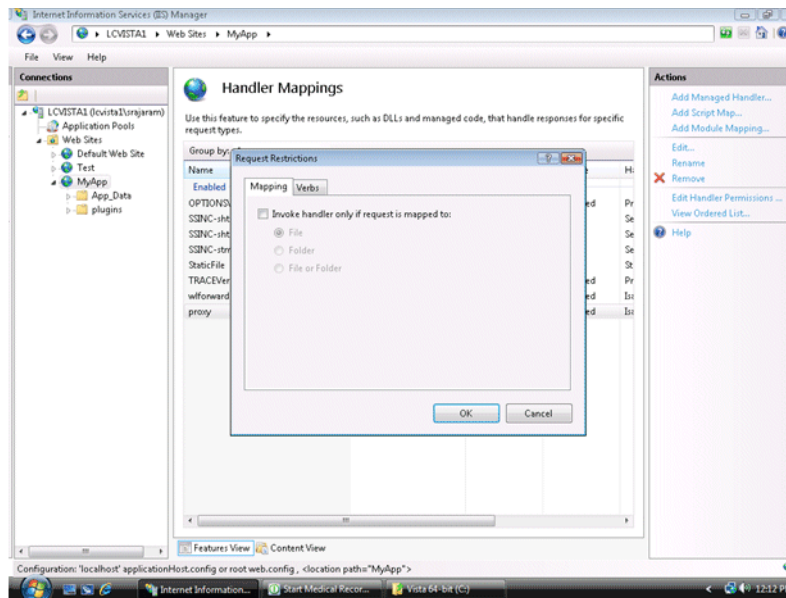 Internet Information Services (IIS) Manager
LCVISTA1 Web Sites MyApp
File View Help
Connections
LCVISTA1 (lcvista1\srajaram)
Application Pools
Web Sites
Default Web Site
Test
MyApp
App_Data
plugins
Handler Mappings
Use this feature to specify the resources, such as DLLs and managed code, that handle responses for specific
request types.
Group by:
Name
Enabled
OPTIONSV
SSINC-sht
SSINC-sht
SSINC-strr
StaticFile
TRACEVer
wlforward
proxy
Request Restrictions
Mapping Verbs
Invoke handler only if request is mapped to:
File
Folder
File or Folder
OK Cancel
Features View Content View
Actions
Add Managed Handler...
Add Script Map...
Add Module Mapping...
Edit...
Rename
Remove
Edit Handler Permissions ...
View Ordered List...
Help
Configuration: 'localhost' applicationHost.config or root web.config , <location path="MyApp">
Internet Information... Start Medical Recor... Vista 64-bit (C:) 12:12 P